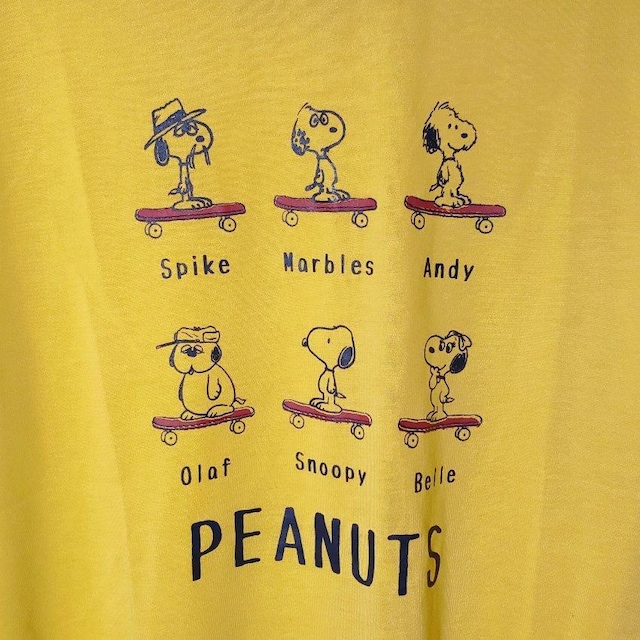 Spike Marbles Andy
Olaf Snoopy Belle
PEANUTS